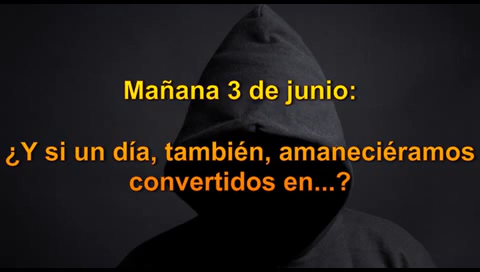 Mañana 3 de junio:
¿Y si un día, también, amaneciéramos
convertidos en...?